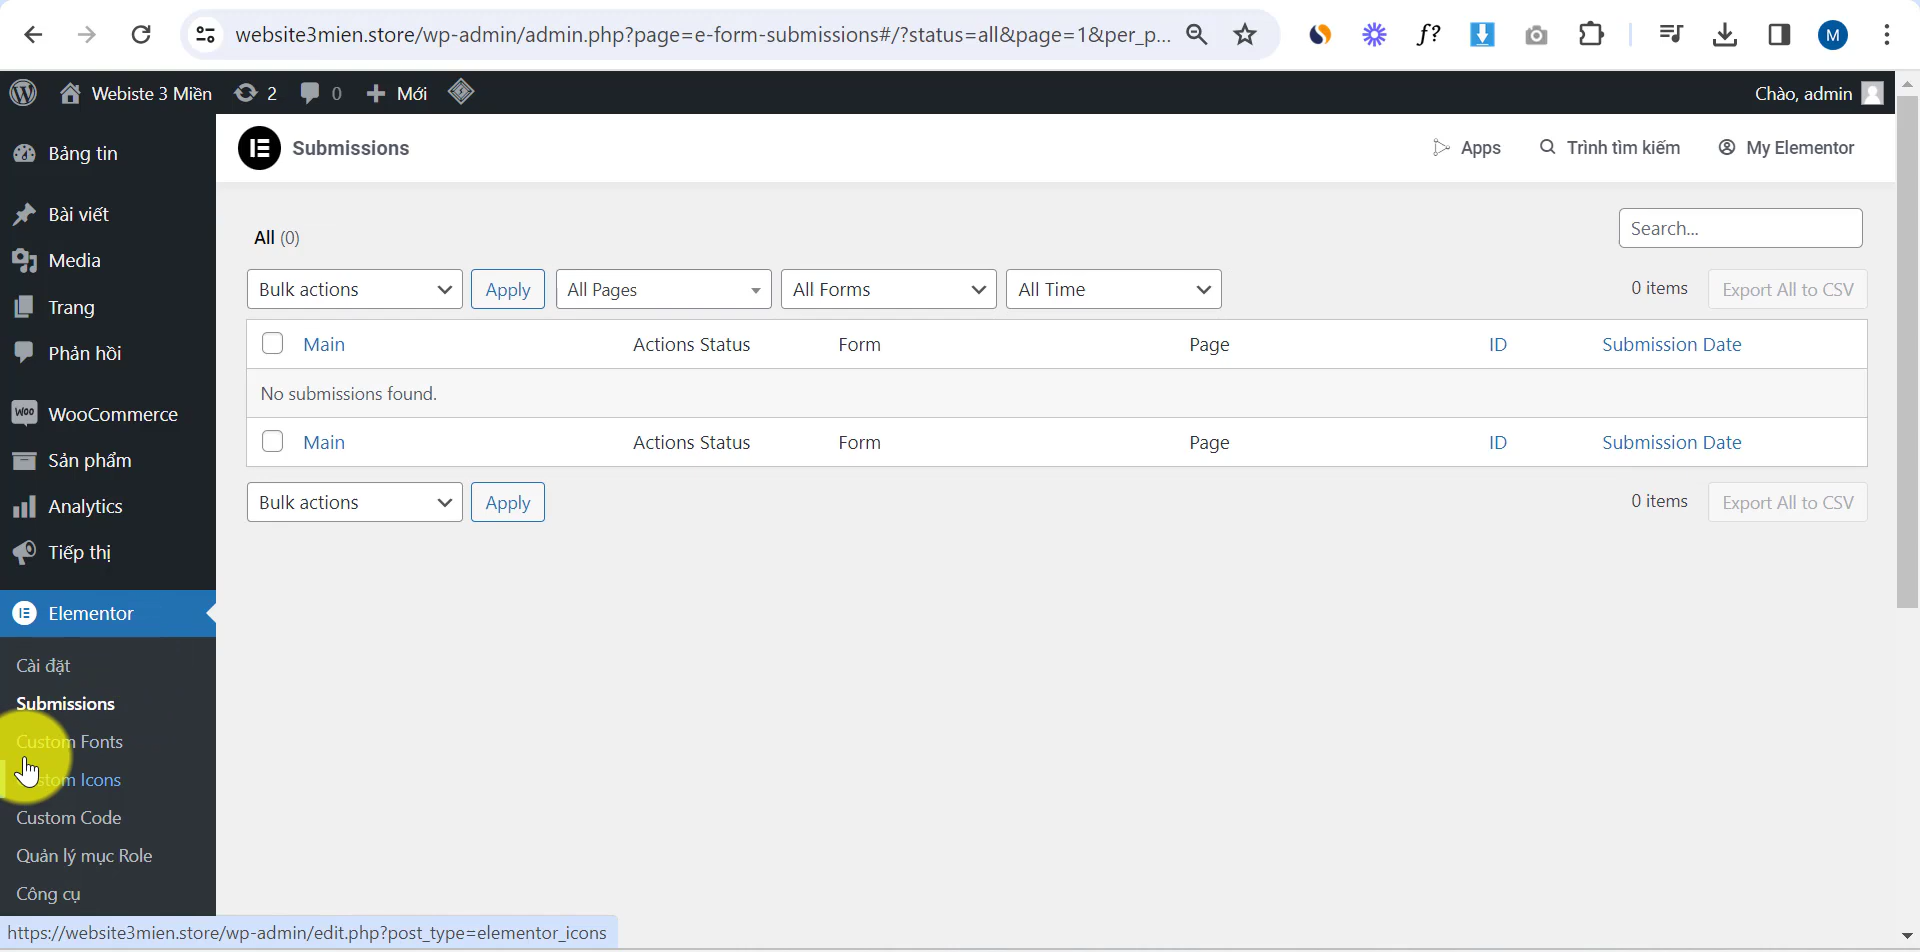 website3mien.store/wp-admin/admin.php?page=e-form-submissions#/?status=all&page=1&per_p...
f?
M
Webiste 3 Miền
2
0
Mới
Chào, admin
Submissions
Apps
Trình tìm kiếm
My Elementor
Bảng tin
Bài viết
Media
Trang
Phản hồi
WOO
WooCommerce
Sản phẩm
Analytics
Tiếp thị
Elementor
Cài đặt
Submissions
Custom Fonts
Icons
Custom Code
Quản lý mục Role
Công cụ
All (0)
Search...
Bulk actions
Apply
All Pages
All Forms
All Time
0 items
Export All to CSV
Main
Actions Status
Form
Page
ID
Submission Date
No submissions found.
Main
Actions Status
Form
Page
ID
Submission Date
Bulk actions
Apply
0 items
Export All to CSV
https://website3mien.store/wp-admin/edit.php?post_type=elementor_icons